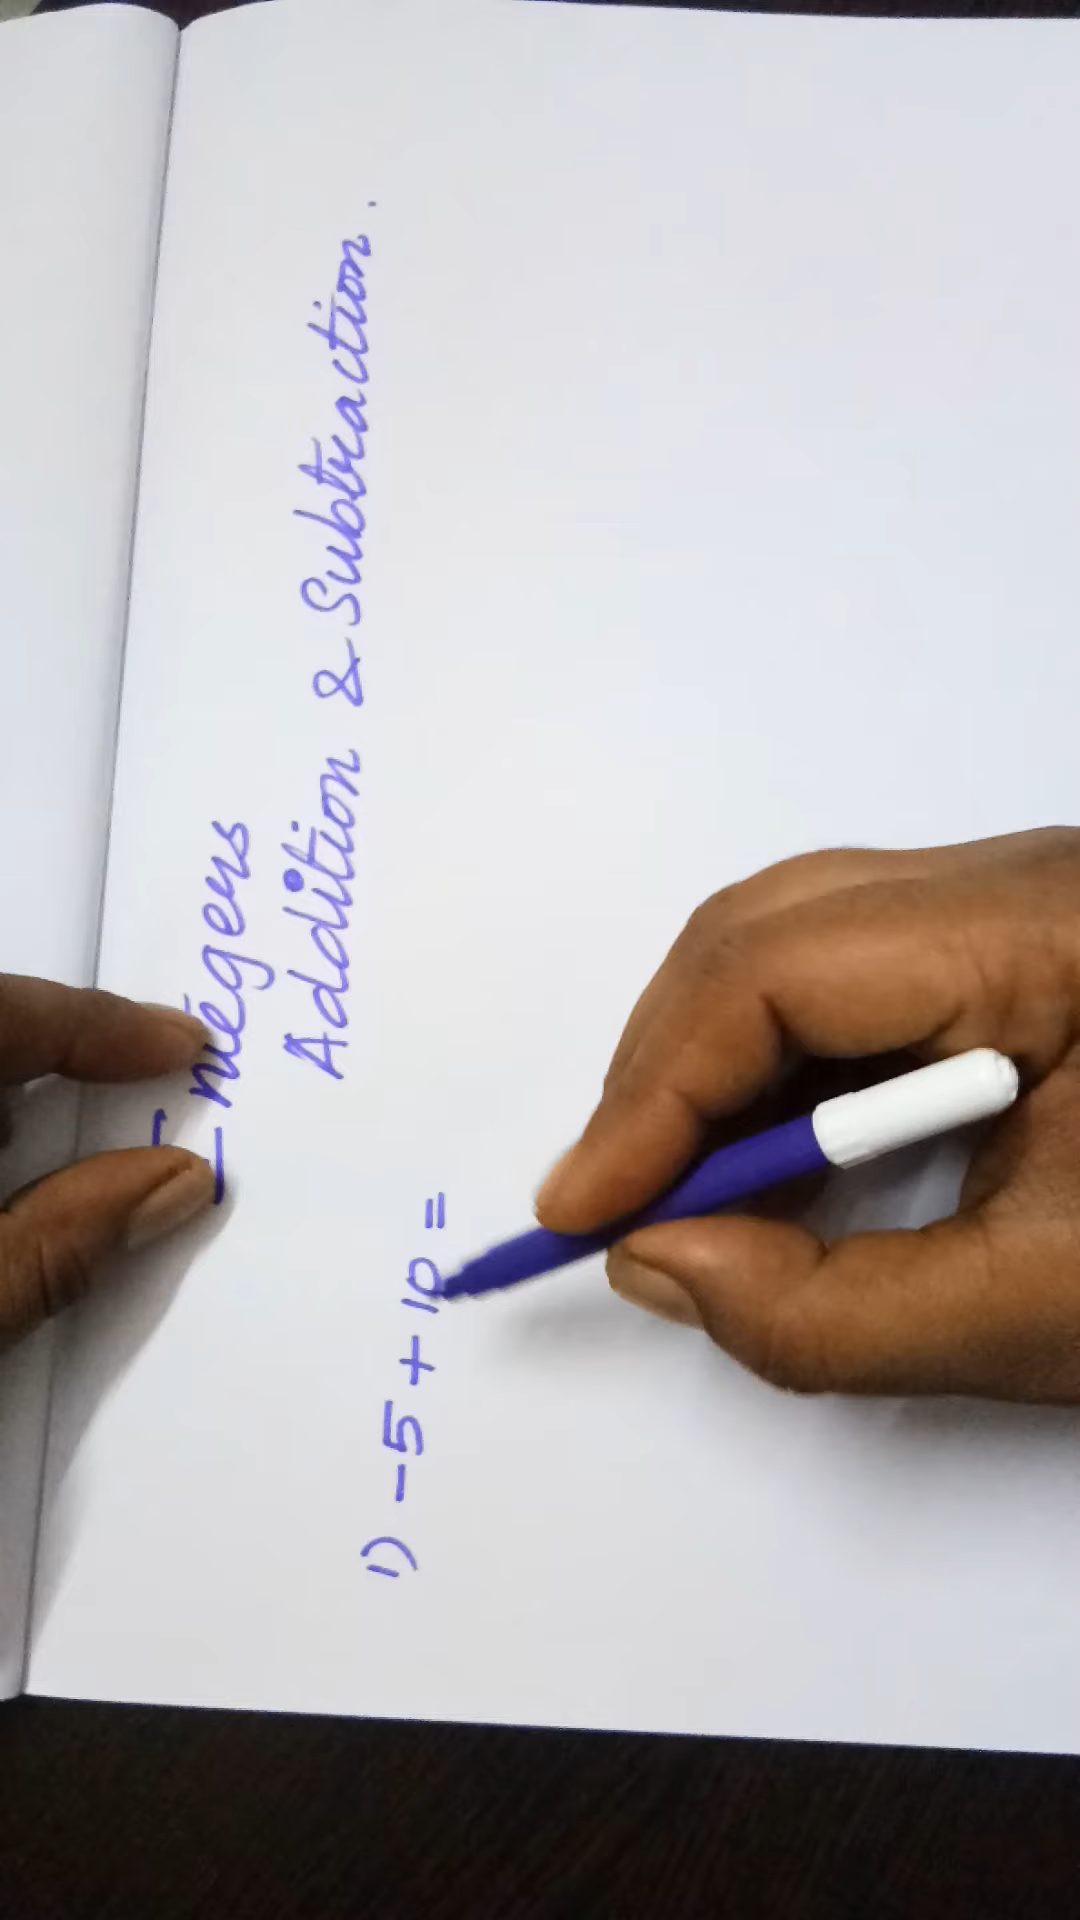 Integers
Addition & Subtraction.
1) -5 + 10 =